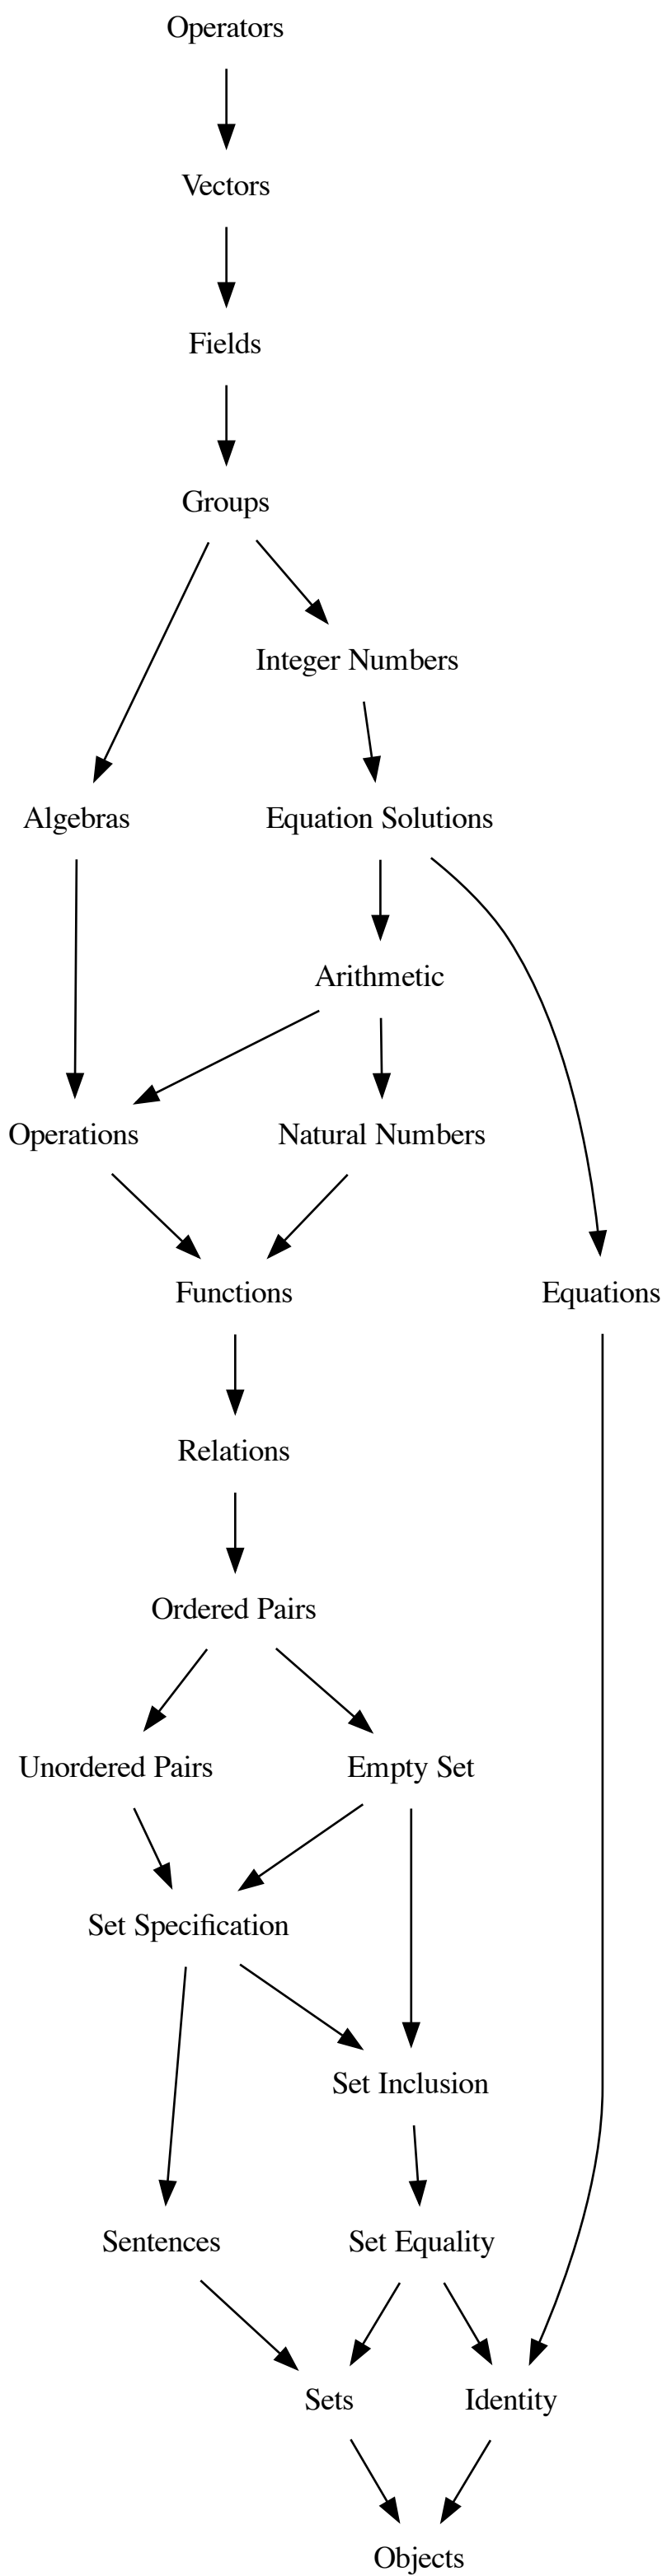 Operators
Vectors
Fields
Groups
Integer Numbers
Algebras
Equation Solutions
Arithmetic
Operations
Natural Numbers
Functions
Equations
Relations
Ordered Pairs
Unordered Pairs
Empty Set
Set Specification
Set Inclusion
Sentences
Set Equality
Sets
Identity
Objects